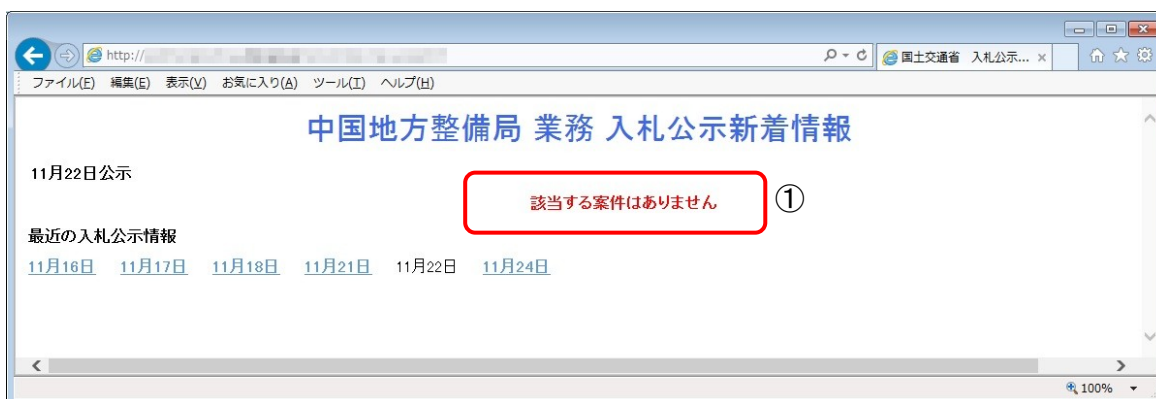 http://
国土交通省 入札公示...
ファイル(F) 編集(E) 表示(V) お気に入り(A) ツール(T) ヘルプ(H)
中国地方整備局 業務 入札公示新着情報
11月22日公示
該当する案件はありません
①
最近の入札公示情報
11月16日 11月17日 11月18日 11月21日 11月22日 11月24日
100%